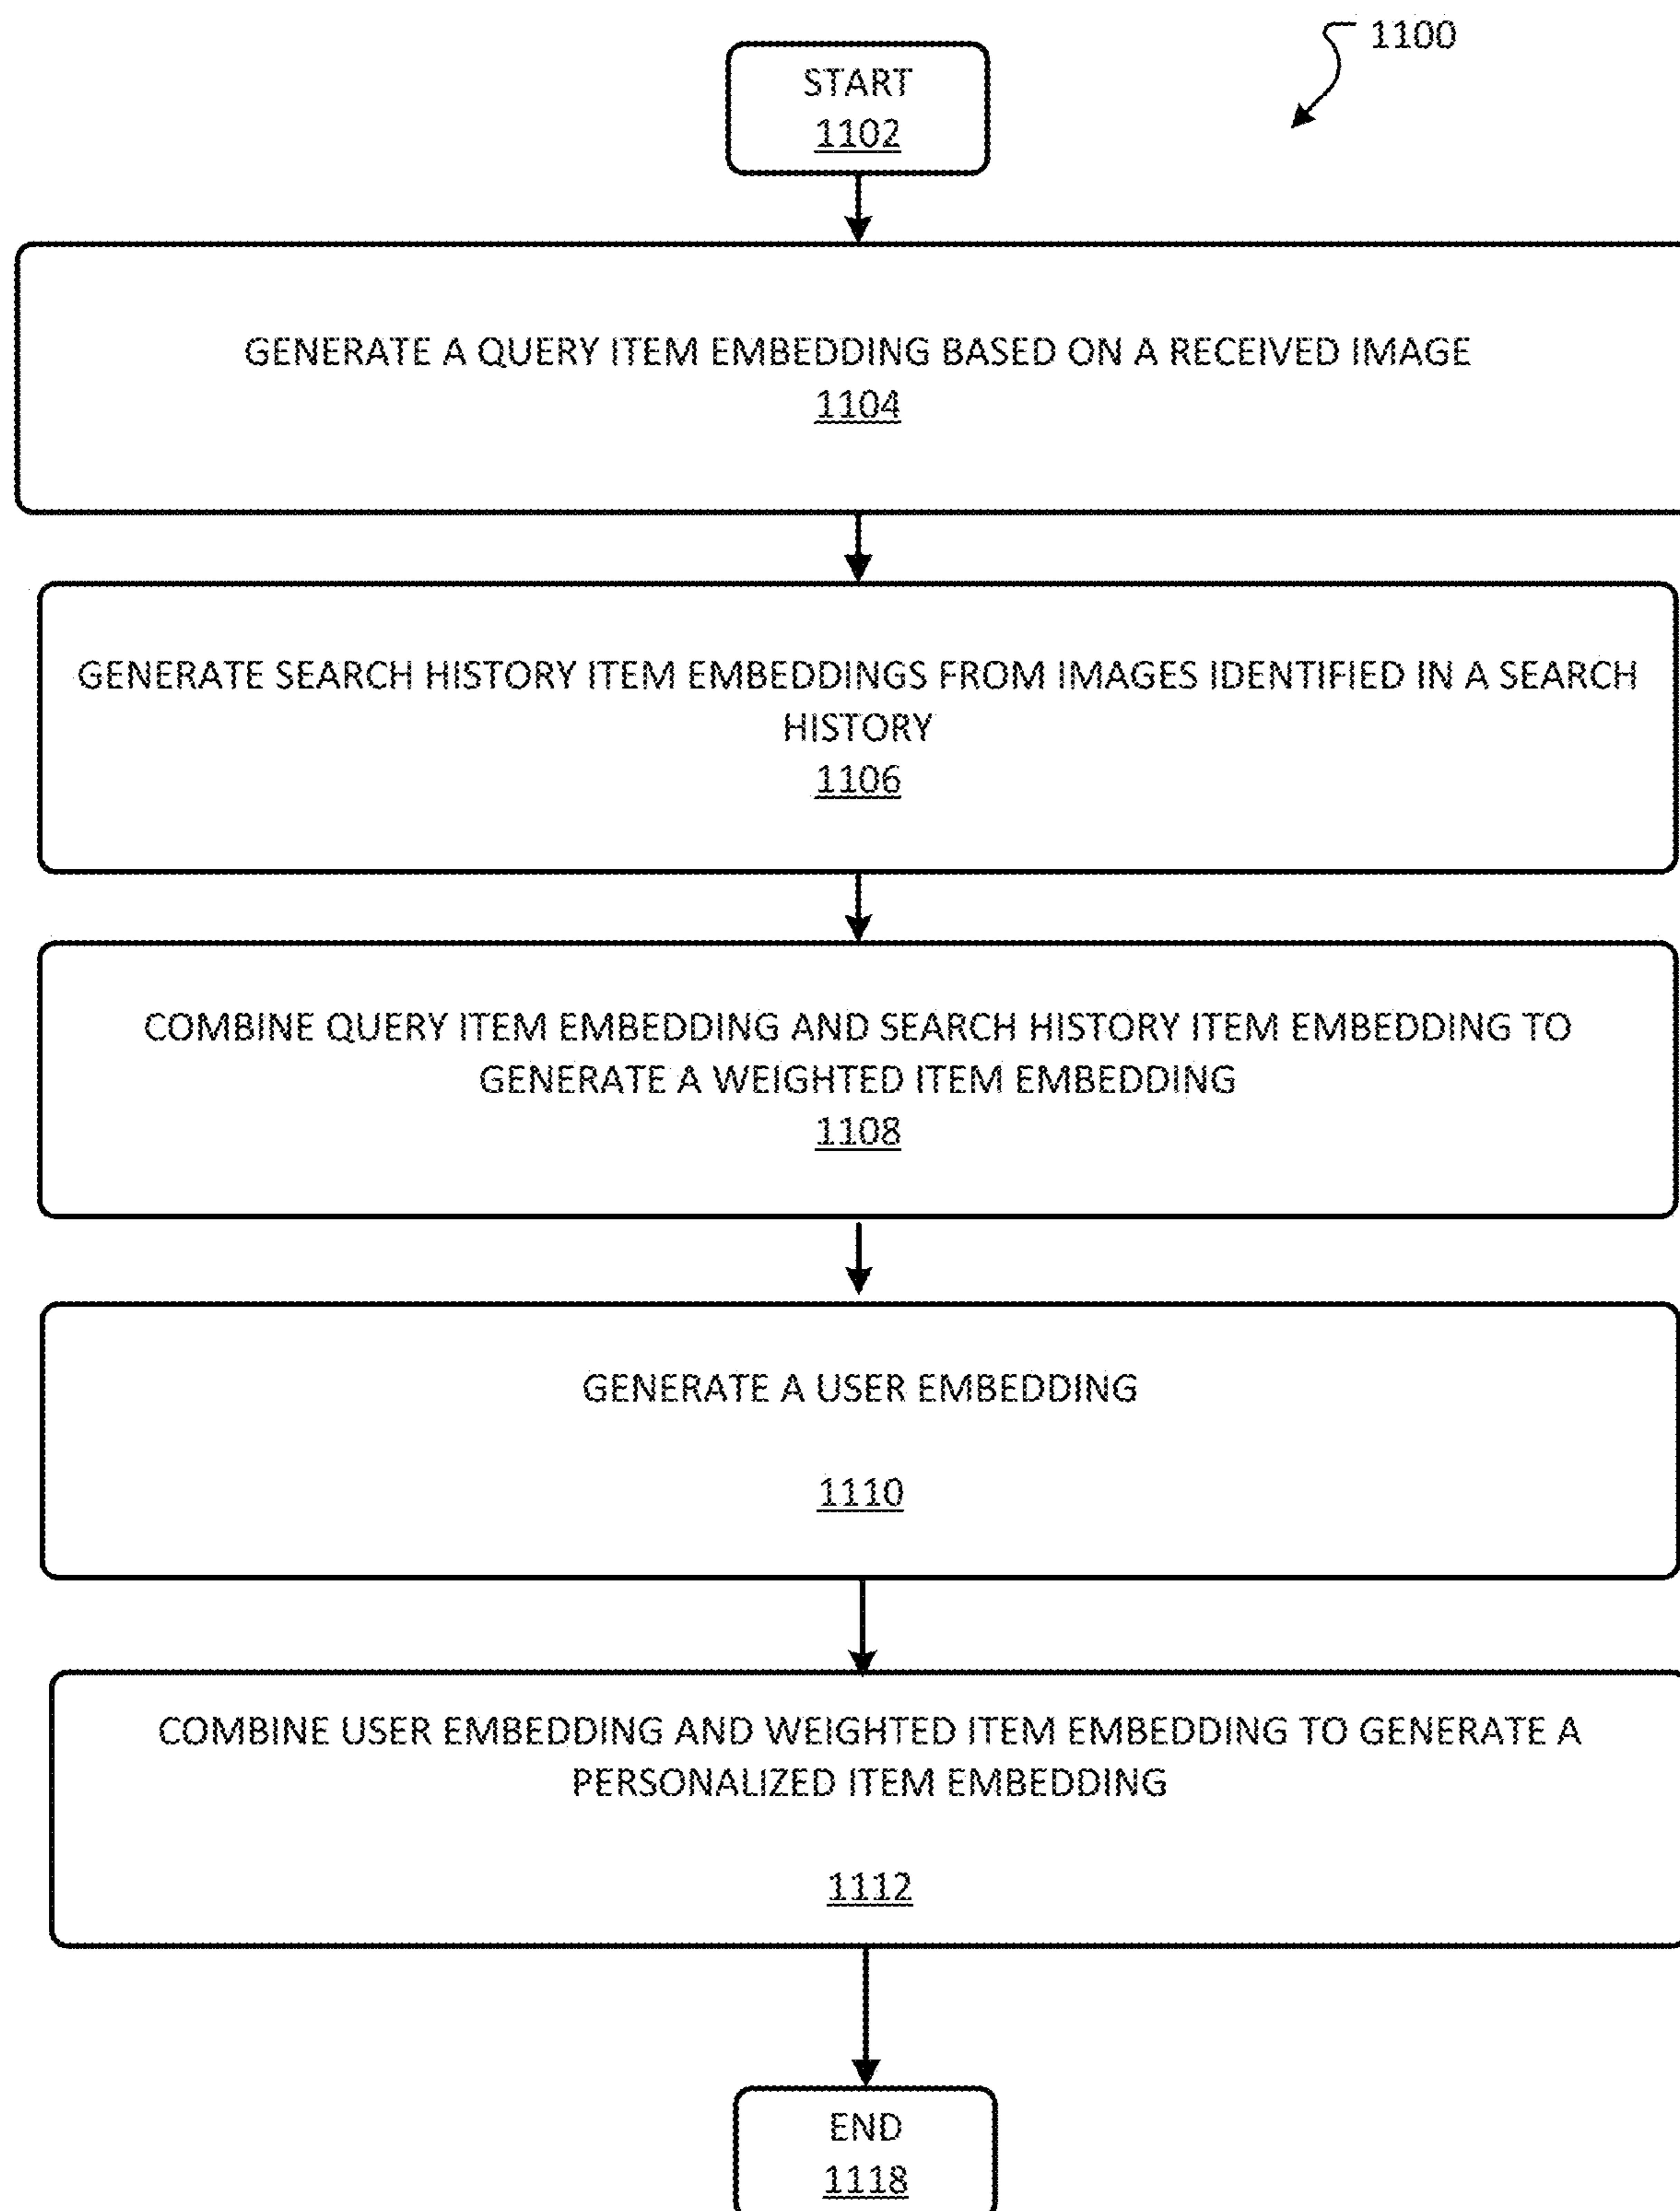 1100
START
1102
GENERATE A QUERY ITEM EMBEDDING BASED ON A RECEIVED IMAGE
1104
GENERATE SEARCH HISTORY ITEM EMBEDDINGS FROM IMAGES IDENTIFIED IN A SEARCH
HISTORY
1106
COMBINE QUERY ITEM EMBEDDING AND SEARCH HISTORY ITEM EMBEDDING TO
GENERATE A WEIGHTED ITEM EMBEDDING
1108
GENERATE A USER EMBEDDING
1110
COMBINE USER EMBEDDING AND WEIGHTED ITEM EMBEDDING TO GENERATE A
PERSONALIZED ITEM EMBEDDING
1112
END
1118